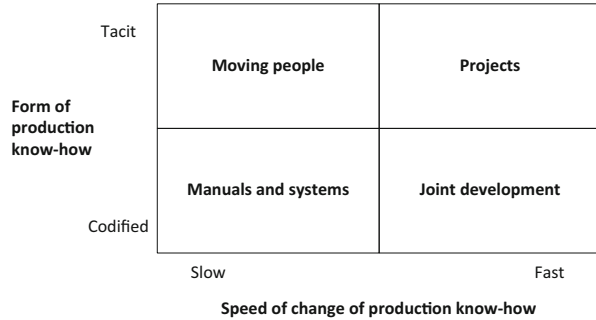 Tacit
Moving people
Projects
Form of
production
know-how
Manuals and systems
Joint development
Codified
Slow
Fast
Speed of change of production know-how